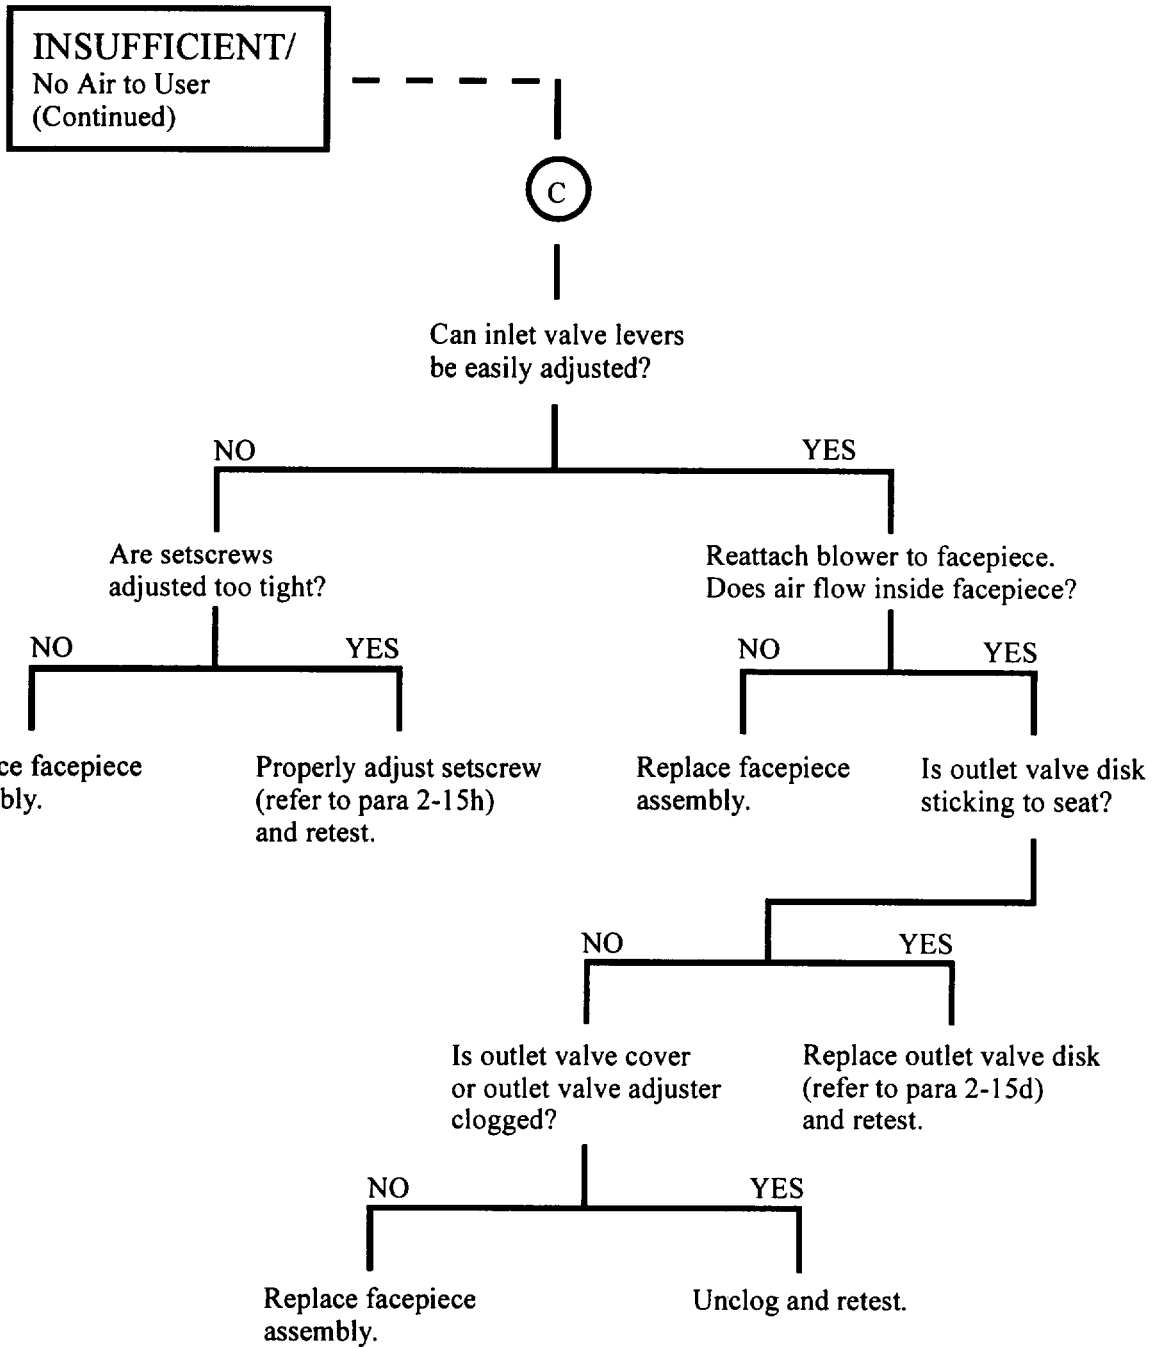 INSUFFICIENT/
No Air to User
(Continued)
C
Can inlet valve levers
be easily adjusted?
NO
YES
Are setscrews
adjusted too tight?
Reattach blower to facepiece.
Does air flow inside facepiece?
NO
YES
NO
YES
ce facepiece
bly.
Properly adjust setscrew
(refer to para 2-15h)
and retest.
Replace facepiece
assembly.
Is outlet valve disk
sticking to seat?
NO
YES
Is outlet valve cover
or outlet valve adjuster
clogged?
Replace outlet valve disk
(refer to para 2-15d)
and retest.
NO
YES
Replace facepiece
assembly.
Unclog and retest.